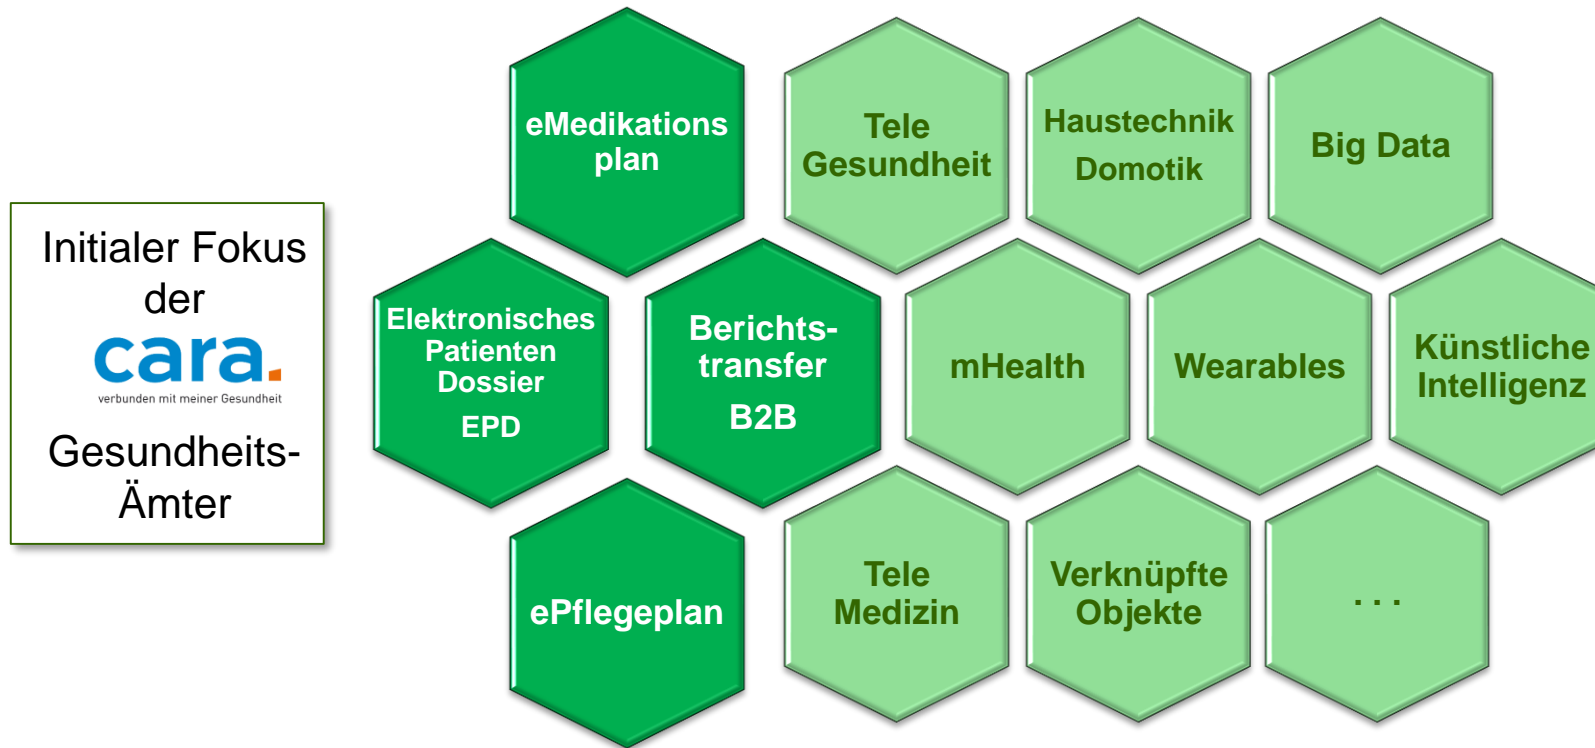 Initialer Fokus
der
cara.
verbunden mit meiner Gesundheit
Gesundheits-
Ämter
eMedikations
plan
Tele
Gesundheit
Haustechnik
Domotik
Big Data
Elektronisches
Patienten
Dossier
EPD
Berichts-
transfer
B2B
mHealth
Wearables
Künstliche
Intelligenz
ePflegeplan
Tele
Medizin
Verknüpfte
Objekte
. . .